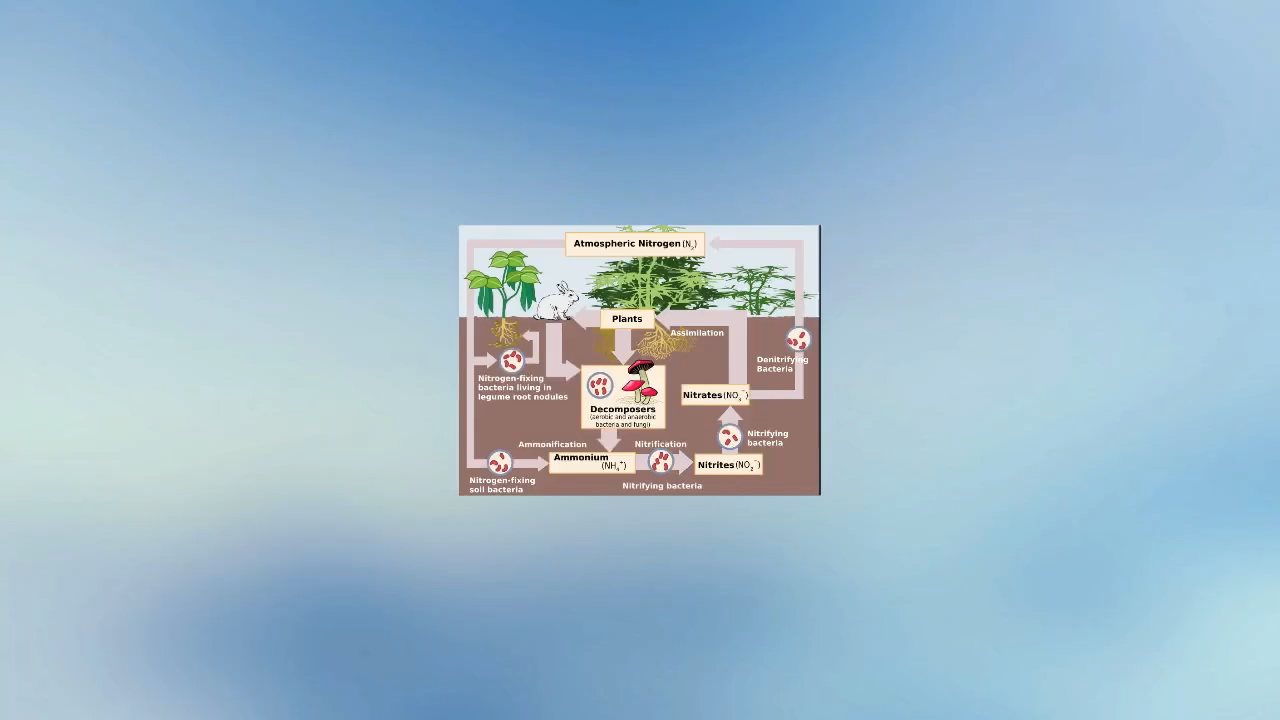 Atmospheric Nitrogen (N₂)
Plants
Assimilation
Denitrifying
Bacteria
Nitrogen-fixing
bacteria living in
legume root nodules
Nitrates (NO₃⁻)
Decomposers
(aerobic and anaerobic
bacteria and fungi)
Nitrifying
bacteria
Ammonification
Nitrification
Ammonium
(NH₄⁺)
Nitrites (NO₂⁻)
Nitrogen-fixing
soil bacteria
Nitrifying bacteria